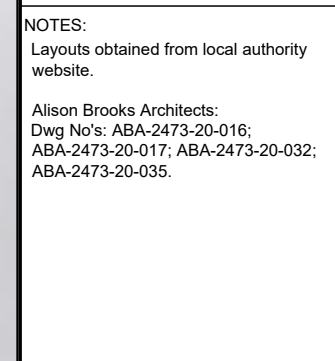 NOTES:
Layouts obtained from local authority
website.
Alison Brooks Architects:
Dwg No's: ABA-2473-20-016;
ABA-2473-20-017; ABA-2473-20-032;
ABA-2473-20-035.